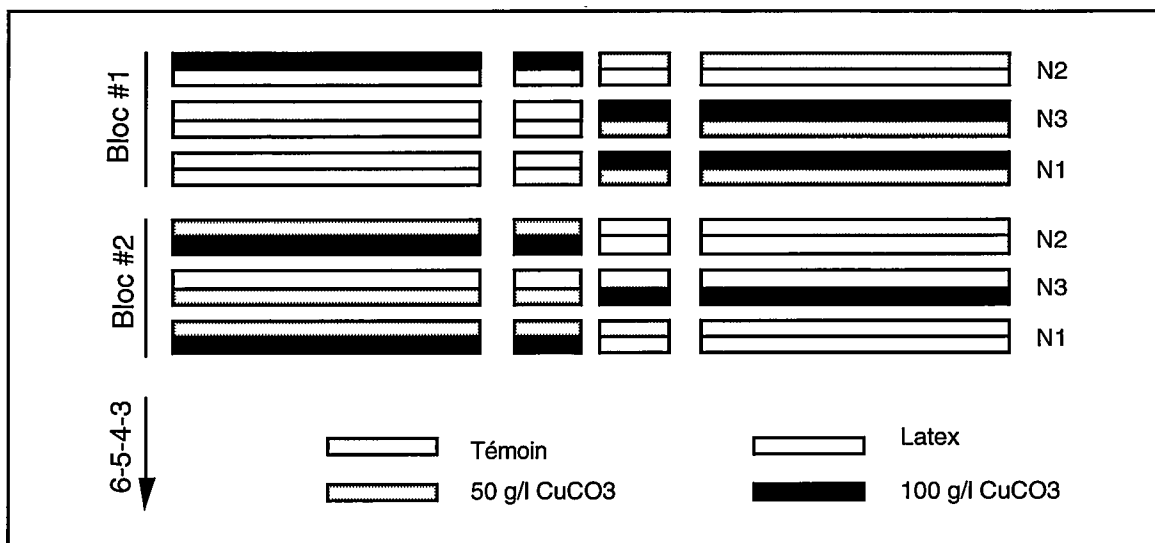 Bloc #1
N2
N3
N1
Bloc #2
N2
N3
N1
6-5-4-3
Témoin
Latex
50 g/l CuCO3
100 g/l CuCO3